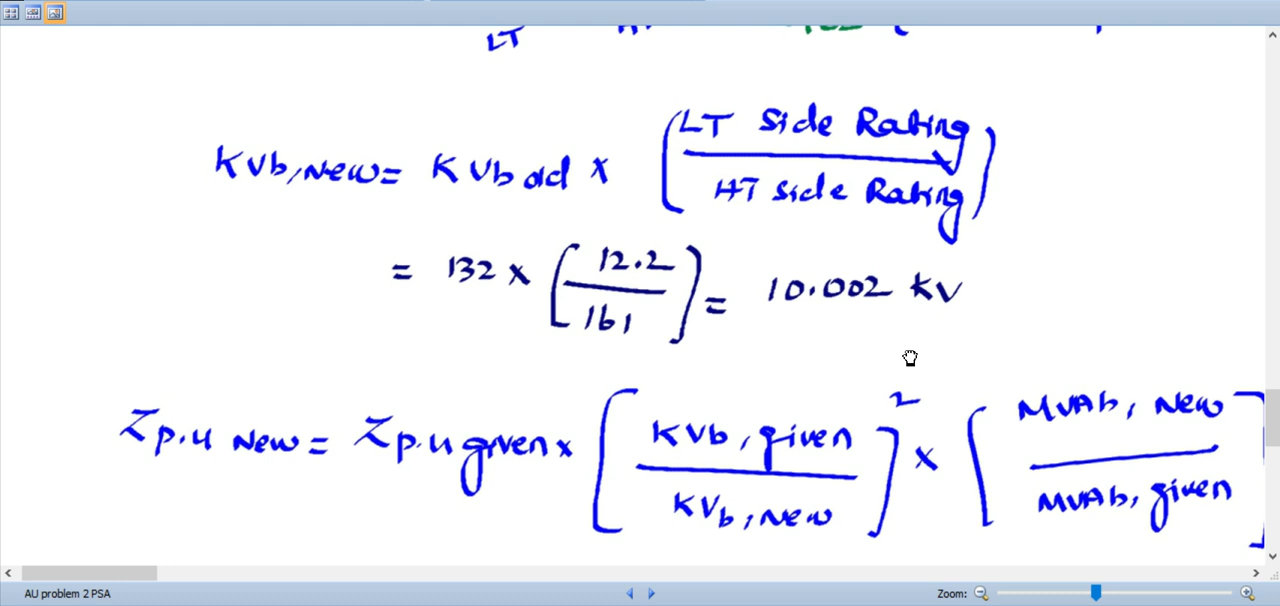 LT
KVb,New = KVb old x [LT Side Rating / HT Side Rating]
= 132 x [12.2 / 161] = 10.002 KV
Zp.u New = Zp.u given x [KVb, given / KVb, New]² x [MVAb, New / MVAb, given]
AU problem 2 PSA
Zoom: